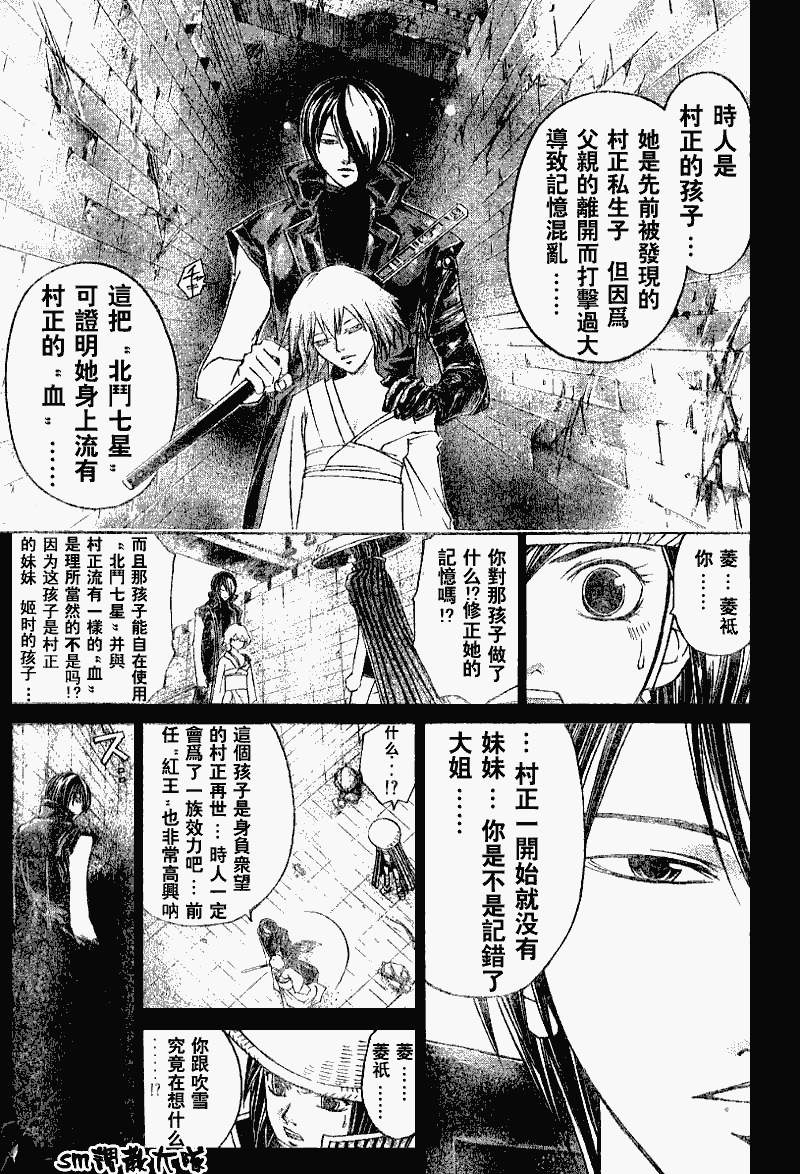 時人是
村正的孩子…
她是先前被發現的
村正私生子 但因爲
父親的離開而打擊過大
導致記憶混亂……
這把“北鬥七星”
可證明她身上流有
村正的“血”……
菱…菱祗
你……
你對那孩子做了
什么!?修正她的
記憶嗎!?
而且那孩子能自在使用
“北鬥七星”并與
村正流有一樣的“血”
是理所當然的不是吗!?
因为这孩子是村正
的妹妹 姬时的孩子…
…村正一開始就没有
妹妹…你是不是記錯了
大姐……
什么…!?
這個孩子是身負衆望
的村正再世…時人一定
會爲了一族效力吧…前
任“紅王”也非常高興呐
ス…
菱……
菱祇……
你跟吹雪
究竟在想什么
……!?
sm調教大隊